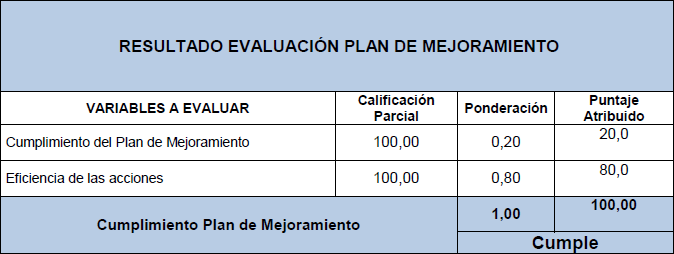 RESULTADO EVALUACIÓN PLAN DE MEJORAMIENTO
VARIABLES A EVALUAR Calificación Parcial Ponderación Puntaje Atribuido
Cumplimiento del Plan de Mejoramiento 100,00 0,20 20,0
Eficiencia de las acciones 100,00 0,80 80,0
Cumplimiento Plan de Mejoramiento 1,00 100,00
Cumple